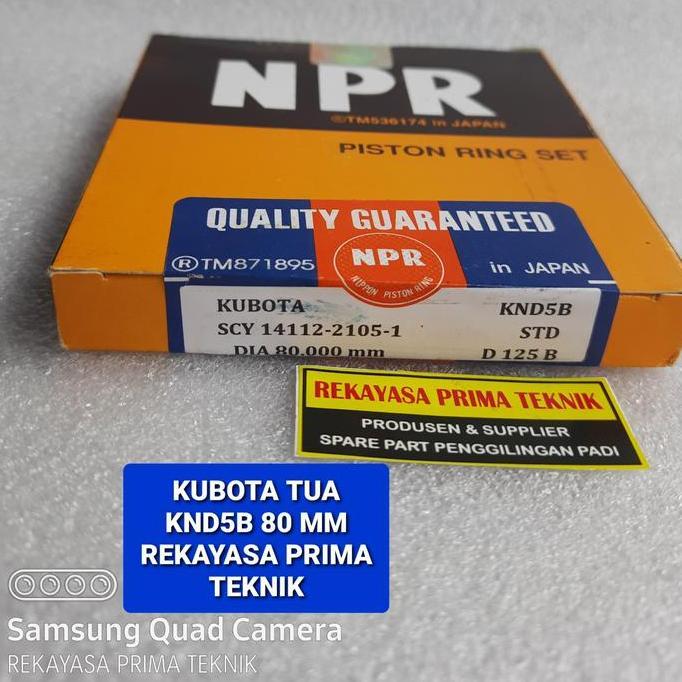 NPR
®TM536174 in JAPAN
PISTON RING SET
QUALITY GUARANTEED
®TM871895
NPR
NIPPON PISTON RING
in JAPAN
KUBOTA KND5B
SCY 14112-2105-1 STD
DIA 80.000 mm D 125 B
REKAYASA PRIMA TEKNIK
PRODUSEN & SUPPLIER
SPARE PART PENGGILINGAN PADI
KUBOTA TUA
KND5B 80 MM
REKAYASA PRIMA
TEKNIK
Samsung Quad Camera
REKAYASA PRIMA TEKNIK